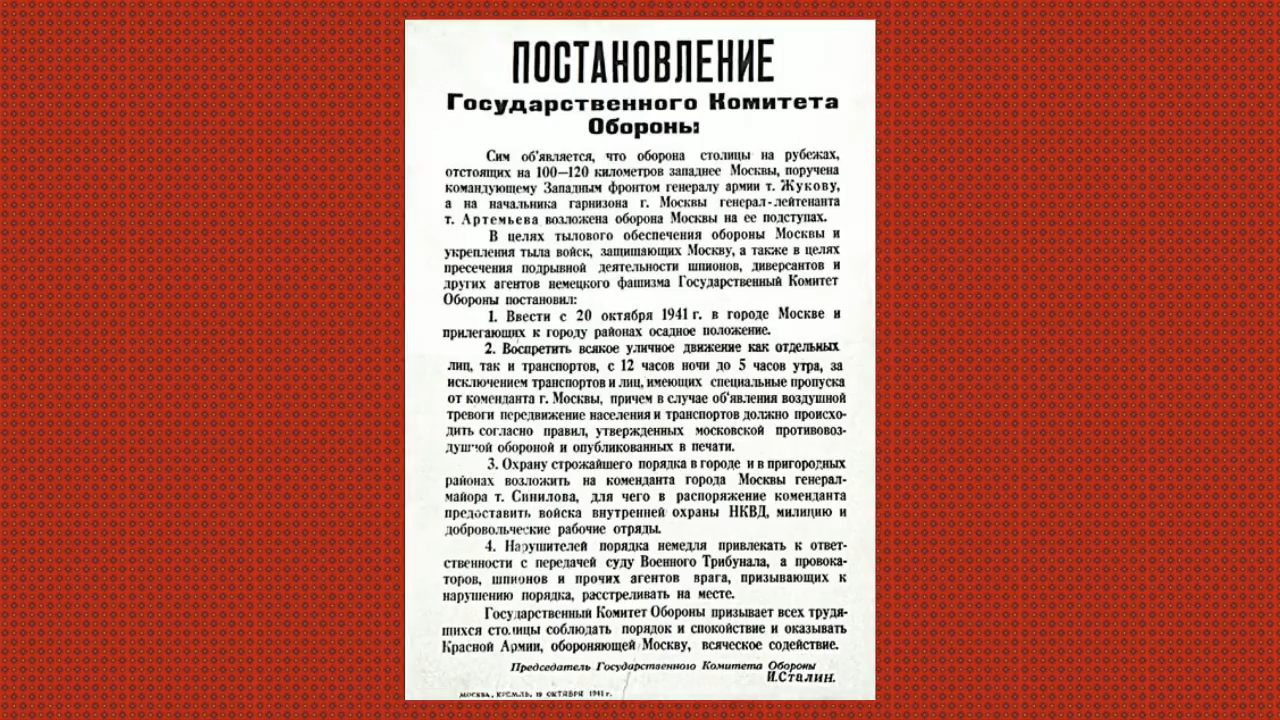 ПОСТАНОВЛЕНИЕ
Государственного Комитета
Обороны
Сим об'является, что оборона столицы на рубежах,
отстоящих на 100—120 километров западнее Москвы, поручена
командующему Западным фронтом генералу армии т. Жукову,
а на начальника гарнизона г. Москвы генерал-лейтенанта
т. Артемьева возложена оборона Москвы на ее подступах.
В целях тылового обеспечения обороны Москвы и
укрепления тыла войск, защищающих Москву, а также в целях
пресечения подрывной деятельности шпионов, диверсантов и
других агентов немецкого фашизма Государственный Комитет
Обороны постановил:
1. Ввести с 20 октября 1941 г. в городе Москве и
прилегающих к городу районах осадное положение.
2. Воспретить всякое уличное движение как отдельных
лиц, так и транспортов, с 12 часов ночи до 5 часов утра, за
исключением транспортов и лиц, имеющих специальные пропуска
от коменданта г. Москвы, причем в случае об'явления воздушной
тревоги передвижение населения и транспортов должно происхо-
дить согласно правил, утвержденных московской противовоз-
душной обороной и опубликованных в печати.
3. Охрану строжайшего порядка в городе и в пригородных
районах возложить на коменданта города Москвы генерал-
майора т. Синилова, для чего в распоряжение коменданта
предоставить войска внутренней охраны НКВД, милицию и
добровольческие рабочие отряды.
4. Нарушителей порядка немедля привлекать к ответ-
ственности с передачей суду Военного Трибунала, а провока-
торов, шпионов и прочих агентов врага, призывающих к
нарушению порядка, расстреливать на месте.
Государственный Комитет Обороны призывает всех трудя-
щихся столицы соблюдать порядок и спокойствие и оказывать
Красной Армии, обороняющей Москву, всяческое содействие.
Председатель Государственного Комитета Обороны
И.Сталин.
МОСКВА, КРЕМЛЬ, 19 ОКТЯБРЯ 1941 г.